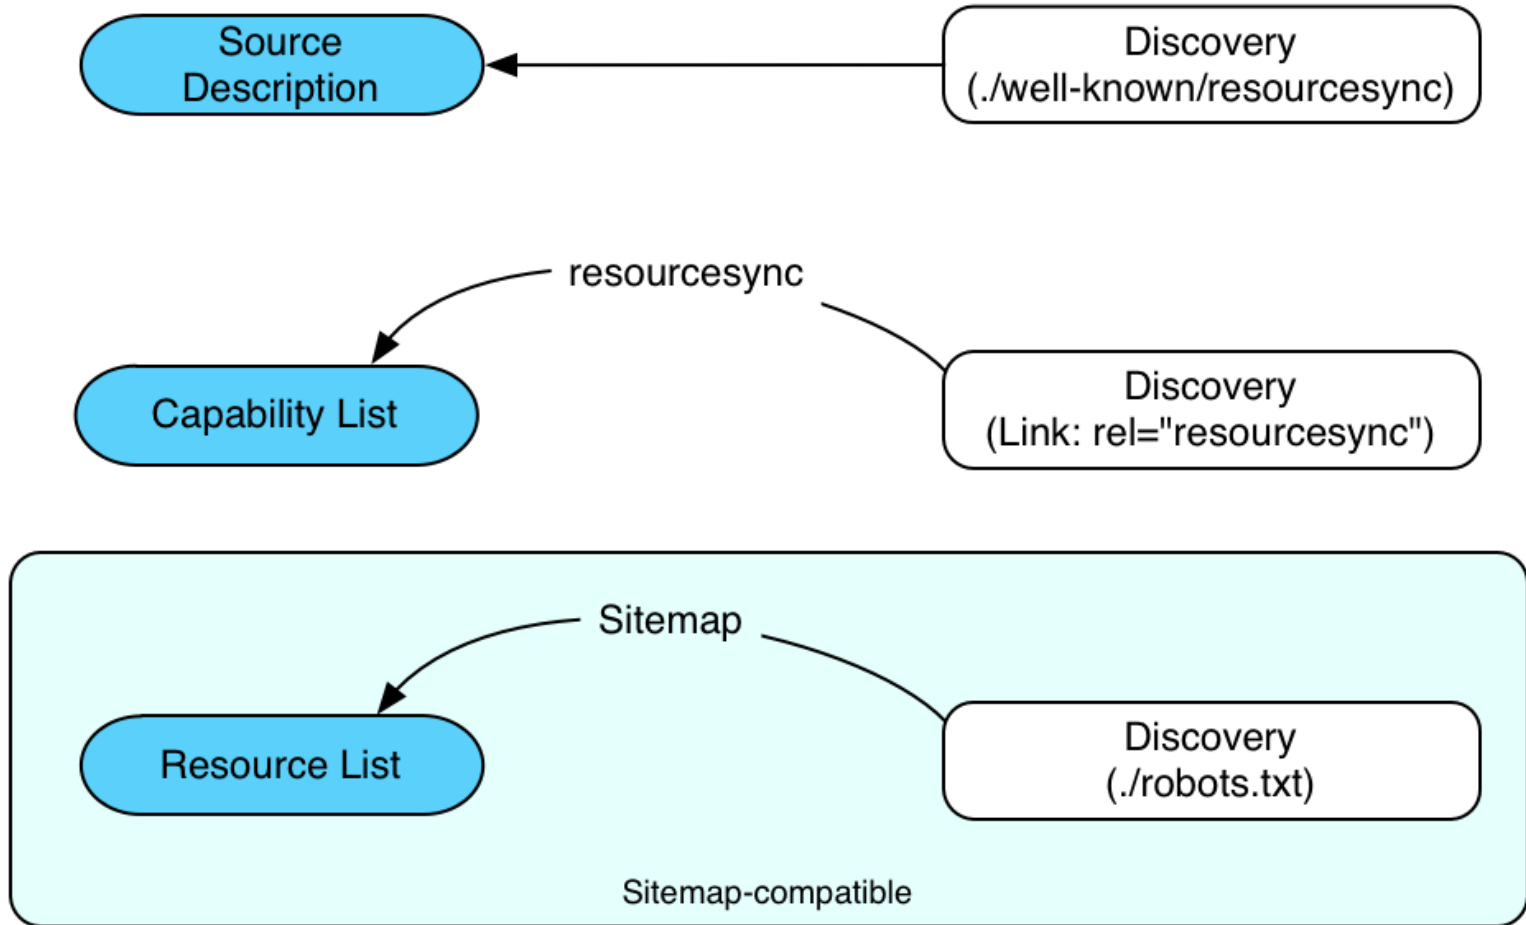 Source
Description
Discovery
(./well-known/resourcesync)
resourcesync
Capability List
Discovery
(Link: rel="resourcesync")
Sitemap
Resource List
Discovery
(./robots.txt)
Sitemap-compatible